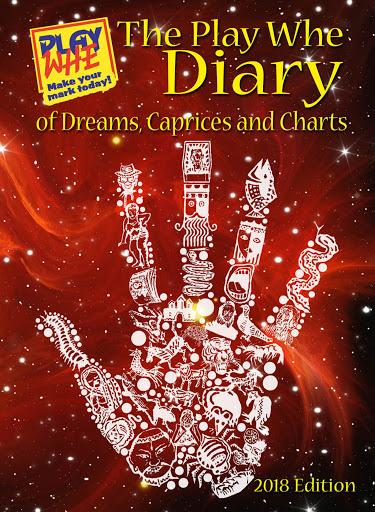 PLAY
WHE
Make your
mark today!
The Play Whe
Diary
of Dreams, Caprices and Charts
2018 Edition